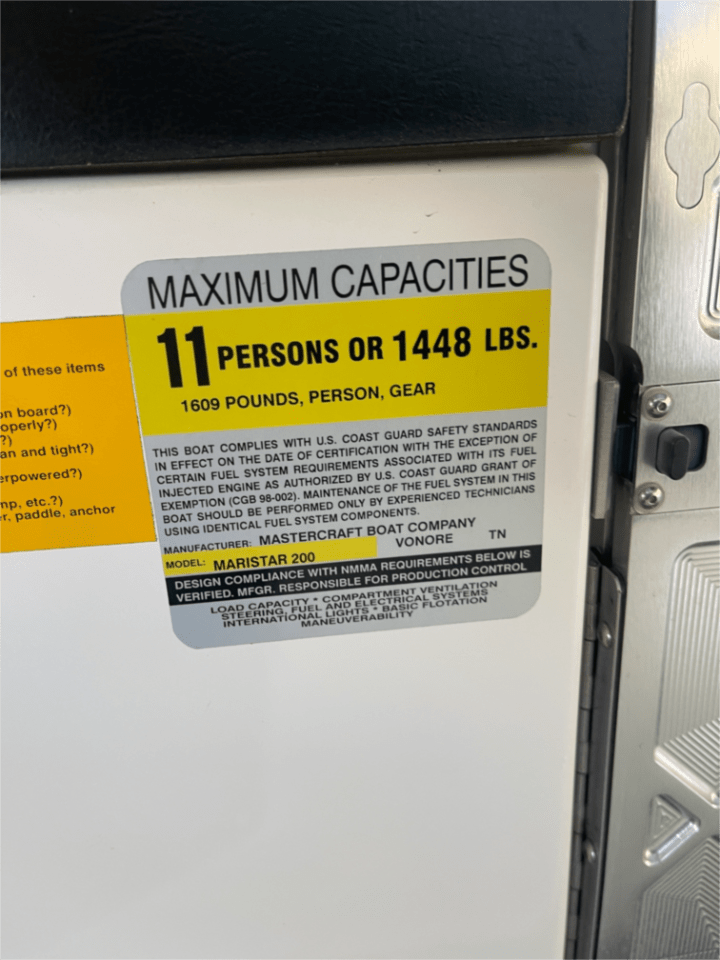 MAXIMUM CAPACITIES
11 PERSONS OR 1448 LBS.
1609 POUNDS, PERSON, GEAR
THIS BOAT COMPLIES WITH U.S. COAST GUARD SAFETY STANDARDS
IN EFFECT ON THE DATE OF CERTIFICATION WITH THE EXCEPTION OF
CERTAIN FUEL SYSTEM REQUIREMENTS ASSOCIATED WITH ITS FUEL
INJECTED ENGINE AS AUTHORIZED BY U.S. COAST GUARD GRANT OF
EXEMPTION (CGB 98-002). MAINTENANCE OF THE FUEL SYSTEM IN THIS
BOAT SHOULD BE PERFORMED ONLY BY EXPERIENCED TECHNICIANS
USING IDENTICAL FUEL SYSTEM COMPONENTS.
MANUFACTURER: MASTERCRAFT BOAT COMPANY
VONORE TN
MODEL: MARISTAR 200
DESIGN COMPLIANCE WITH NMMA REQUIREMENTS BELOW IS
VERIFIED. MFGR. RESPONSIBLE FOR PRODUCTION CONTROL
LOAD CAPACITY * COMPARTMENT VENTILATION
STEERING, FUEL AND ELECTRICAL SYSTEMS
INTERNATIONAL LIGHTS * BASIC FLOTATION
MANEUVERABILITY
of these items
on board?)
operly?)
?)
an and tight?)
erpowered?)
mp, etc.?)
r, paddle, anchor